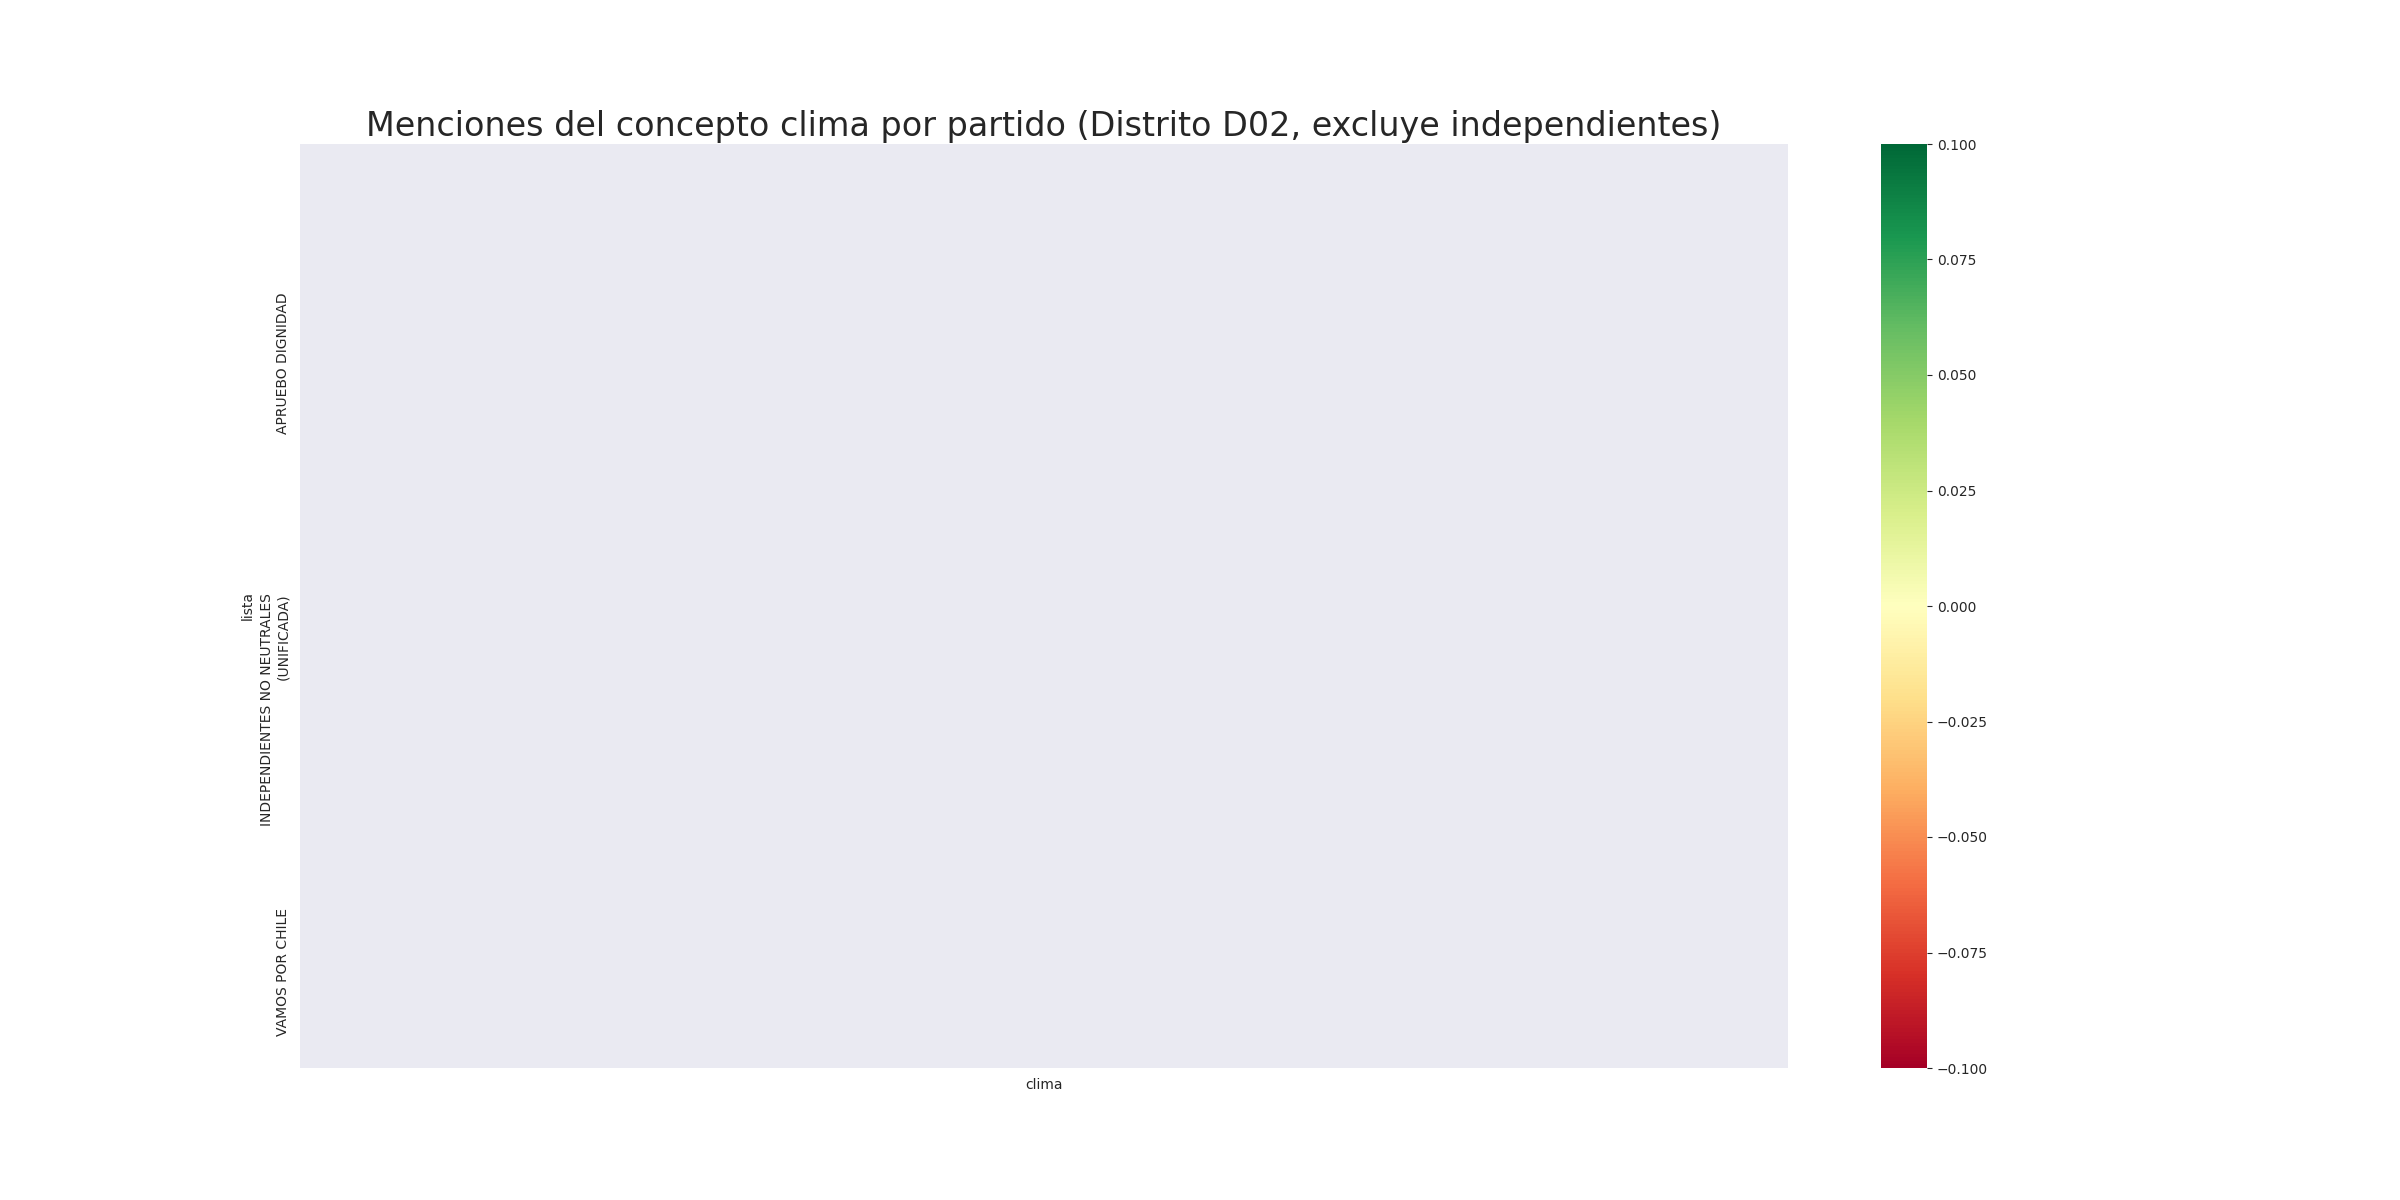 Menciones del concepto clima por partido (Distrito D02, excluye independientes)
lista
APRUEBO DIGNIDAD
INDEPENDIENTES NO NEUTRALES
(UNIFICADA)
VAMOS POR CHILE
clima
0.100
0.075
0.050
0.025
0.000
−0.025
−0.050
−0.075
−0.100